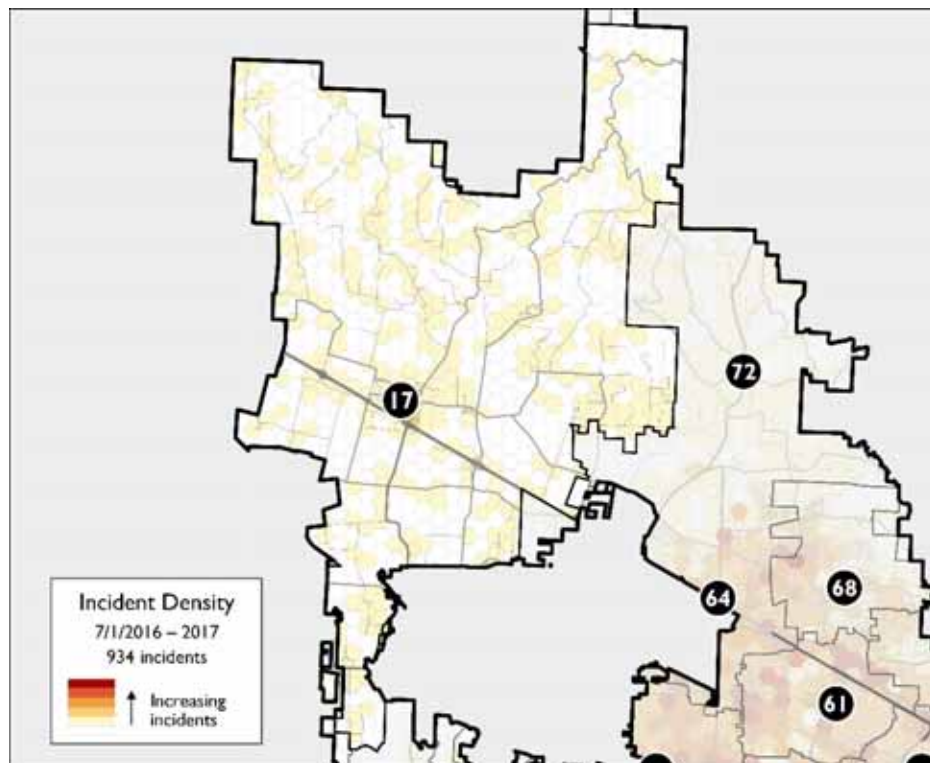 17
72
64
68
61
Incident Density
7/1/2016 – 2017
934 incidents
Increasing
incidents